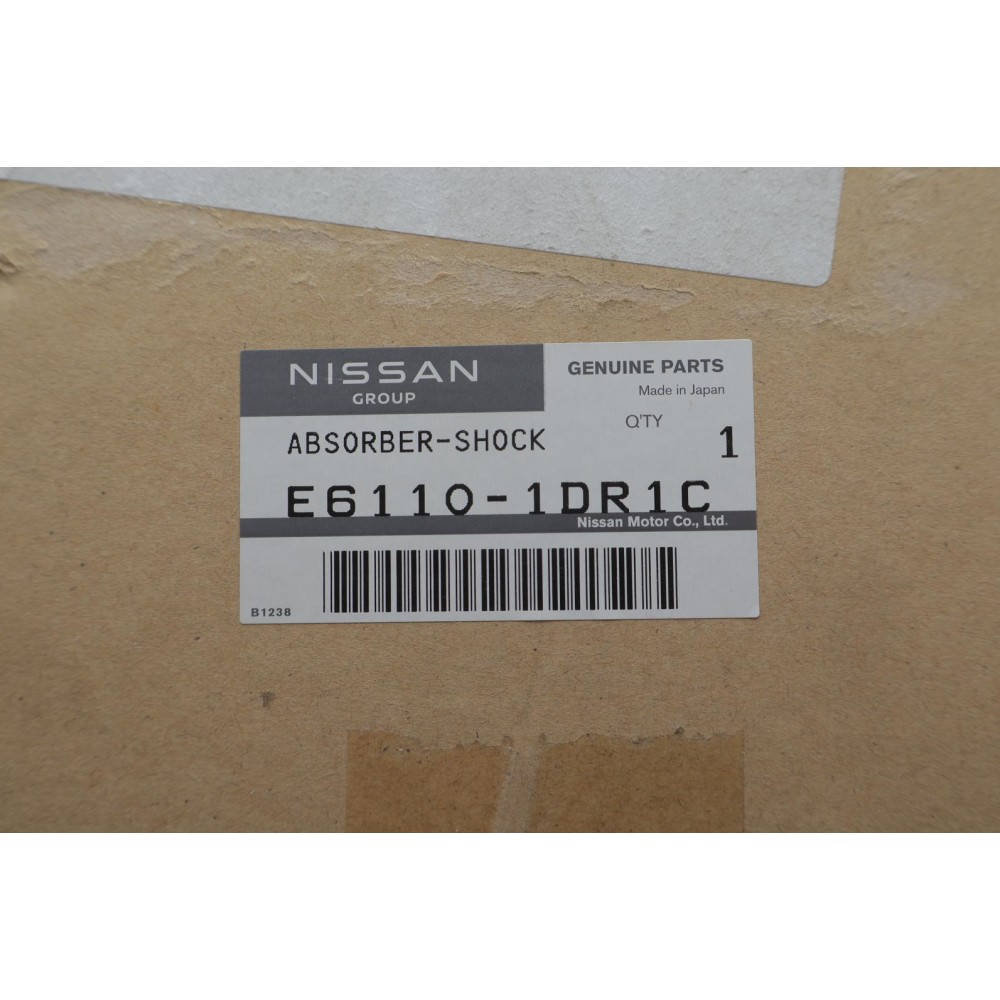 NISSAN
GROUP
GENUINE PARTS
Made in Japan
Q'TY
1
ABSORBER-SHOCK
E6110-1DR1C
Nissan Motor Co., Ltd.
B1238